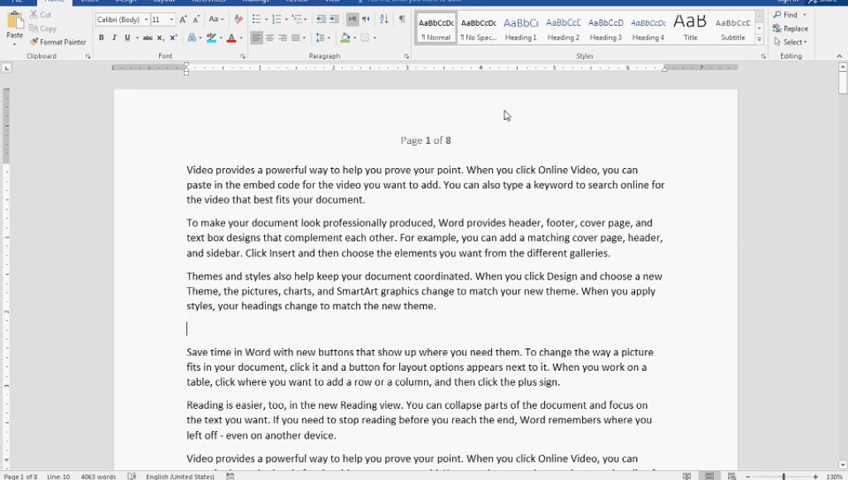 Cut
Calibri (Body) 11 Aa
Copy
Paste Format Painter
B I U abc x A
AaBbCcDc AaBbCcDc AaBbCc AaBbCcD AaBbCcD AaBbCcD AaB AaBbCcD
¶ Normal ¶ No Spac... Heading 1 Heading 2 Heading 3 Heading 4 Title Subtitle
Find
Replace
Select
Clipboard Font Paragraph Styles Editing
Page 1 of 8
Video provides a powerful way to help you prove your point. When you click Online Video, you can
paste in the embed code for the video you want to add. You can also type a keyword to search online for
the video that best fits your document.
To make your document look professionally produced, Word provides header, footer, cover page, and
text box designs that complement each other. For example, you can add a matching cover page, header,
and sidebar. Click Insert and then choose the elements you want from the different galleries.
Themes and styles also help keep your document coordinated. When you click Design and choose a new
Theme, the pictures, charts, and SmartArt graphics change to match your new theme. When you apply
styles, your headings change to match the new theme.
Save time in Word with new buttons that show up where you need them. To change the way a picture
fits in your document, click it and a button for layout options appears next to it. When you work on a
table, click where you want to add a row or a column, and then click the plus sign.
Reading is easier, too, in the new Reading view. You can collapse parts of the document and focus on
the text you want. If you need to stop reading before you reach the end, Word remembers where you
left off - even on another device.
Video provides a powerful way to help you prove your point. When you click Online Video, you can
Page 1 of 8 Line: 10 4063 words English (United States) 130%